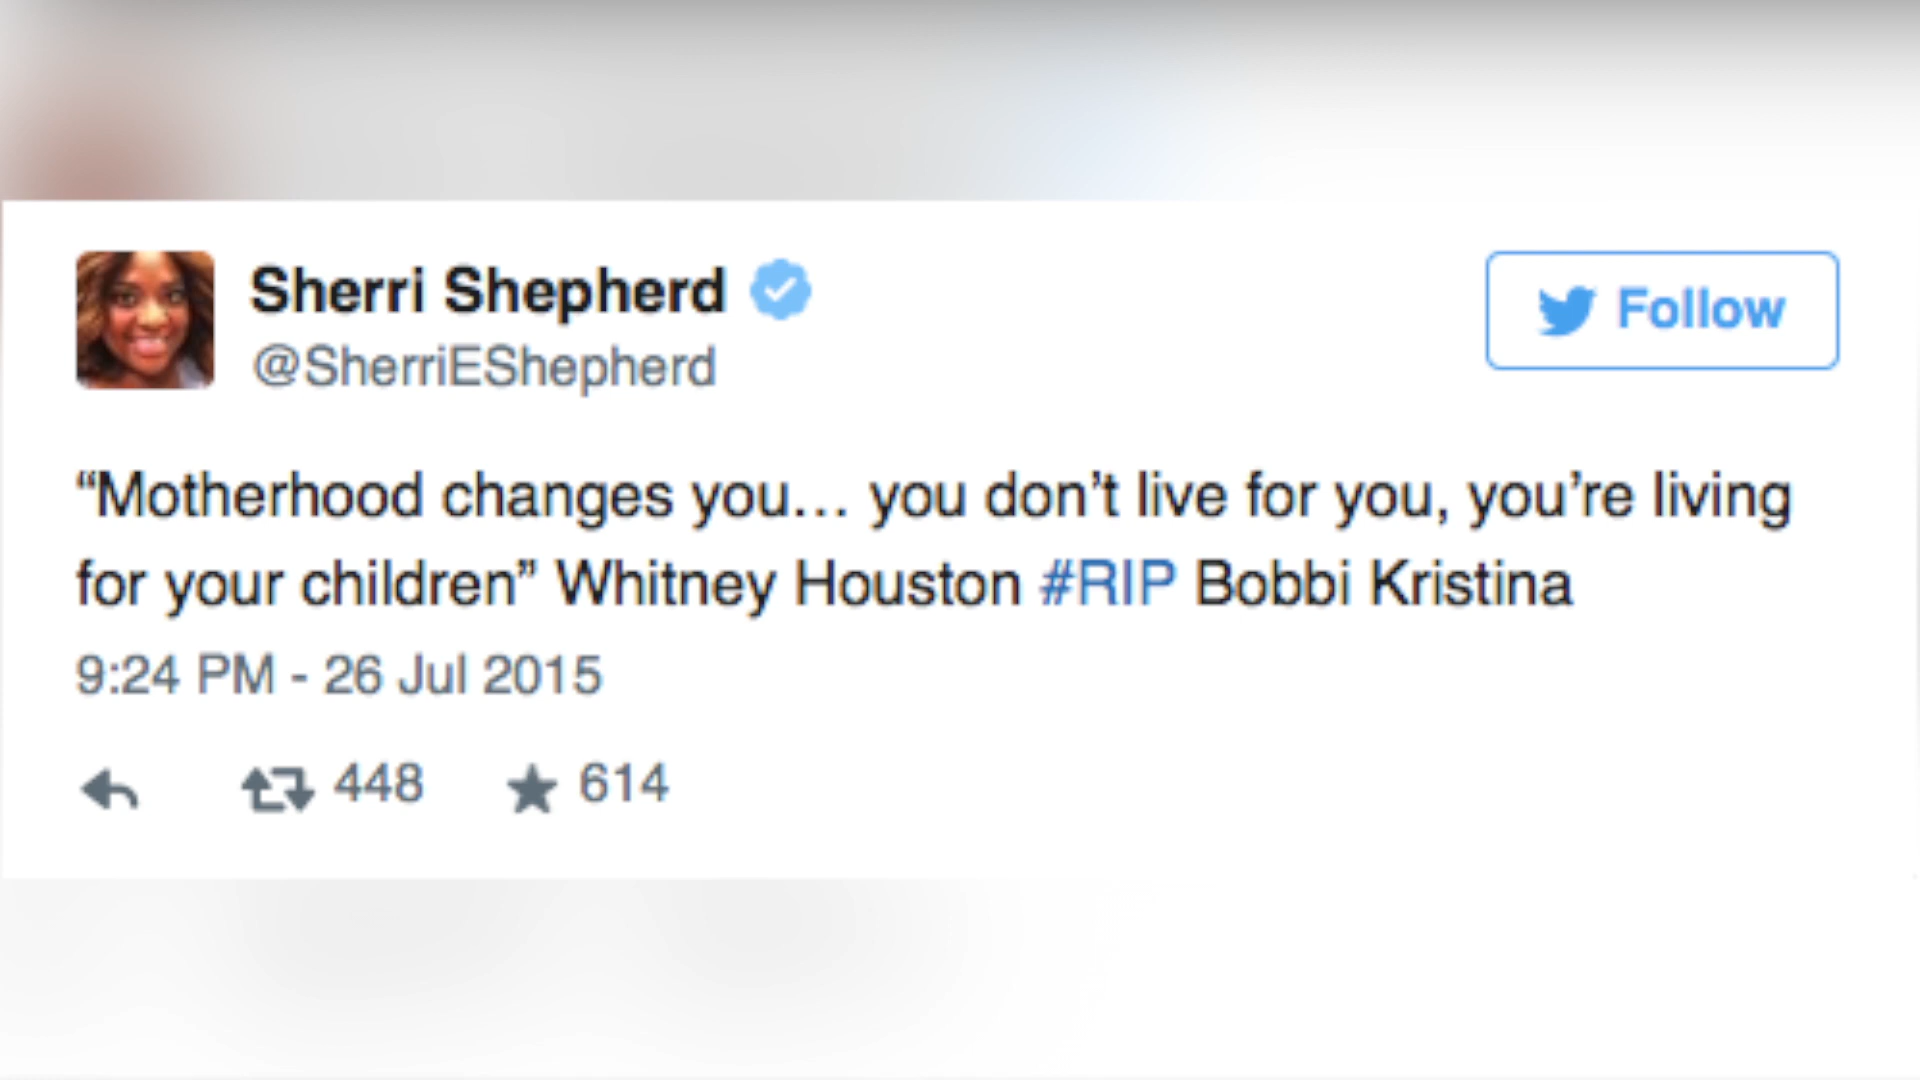 Sherri Shepherd
@SherriEShepherd
Follow
“Motherhood changes you… you don’t live for you, you’re living
for your children” Whitney Houston #RIP Bobbi Kristina
9:24 PM - 26 Jul 2015
448 614